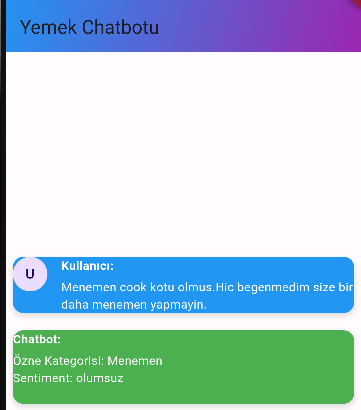 Yemek Chatbotu
U
Kullanıcı:
Menemen cook kotu olmus.Hic begenmedim size bir
daha menemen yapmayin.
Chatbot:
Özne Kategorisi: Menemen
Sentiment: olumsuz